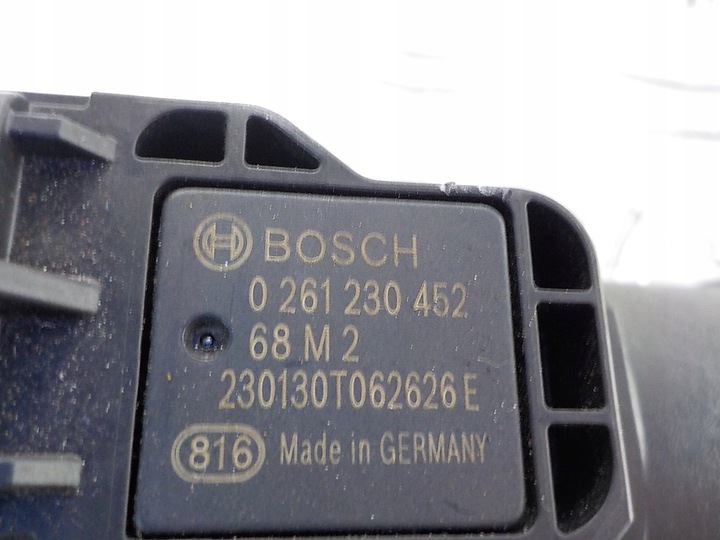 BOSCH
0 261 230 452
68 M 2
230130T062626 E
816 Made in GERMANY